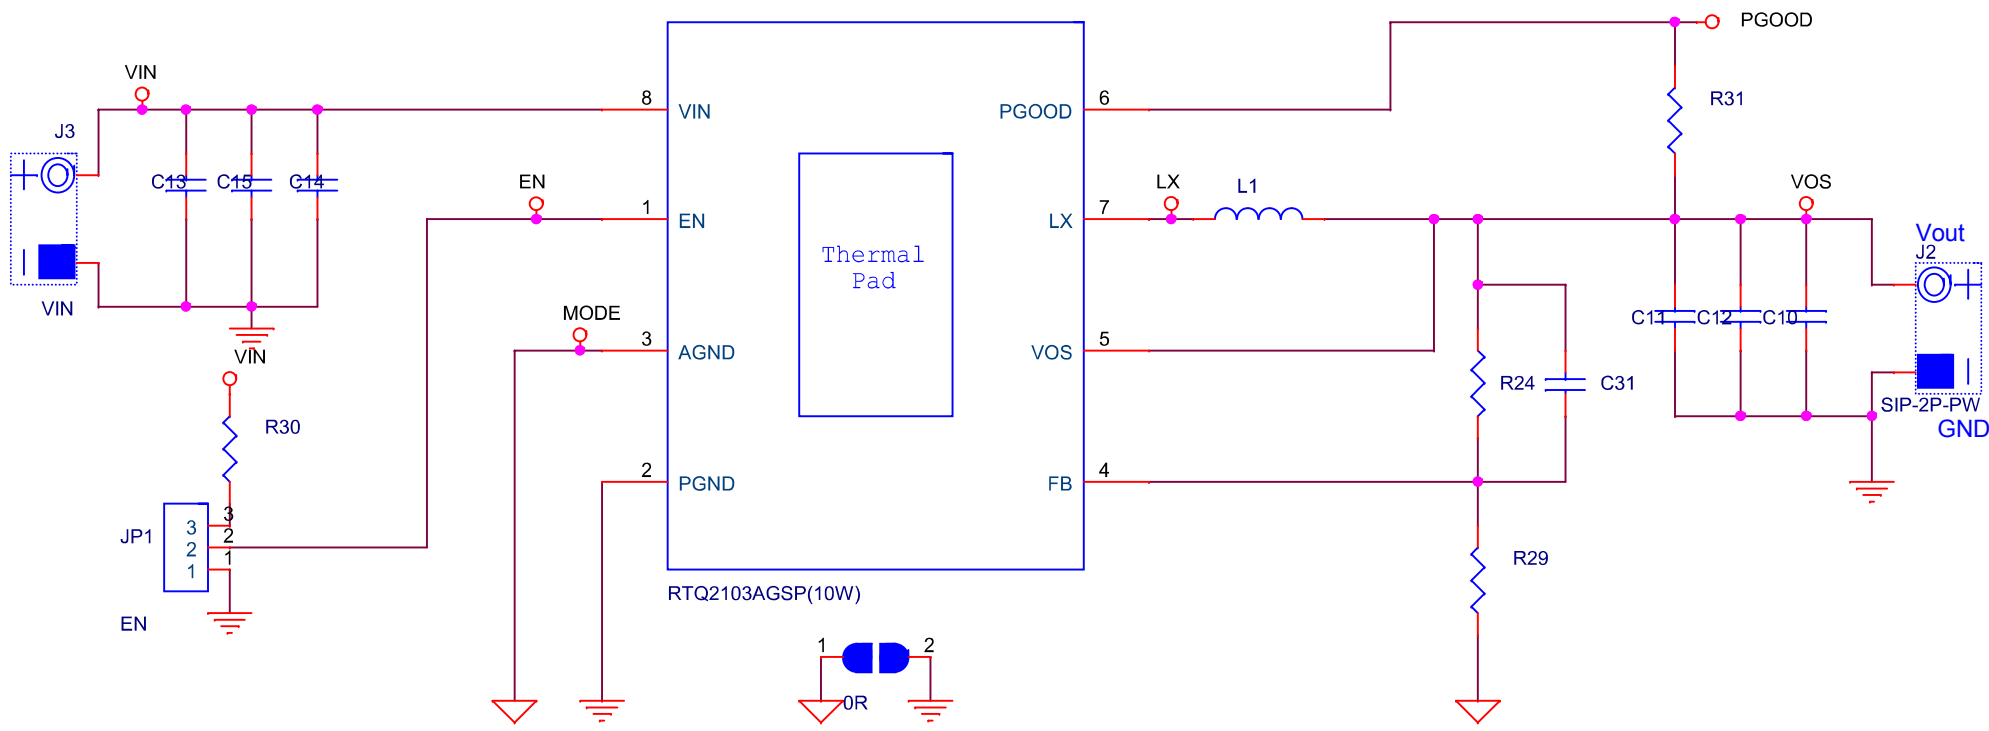 PGOOD
VIN
8
6
R31
VIN
PGOOD
J3
C13
C15
C14
EN
LX
L1
VOS
1
7
EN
LX
Vout
J2
Thermal
Pad
VIN
MODE
C11
C12
C10
3
5
VIN
AGND
VOS
R24
C31
SIP-2P-PW
R30
GND
2
4
PGND
FB
3
3
JP1
2
2
1
1
R29
RTQ2103AGSP(10W)
EN
1
2
0R